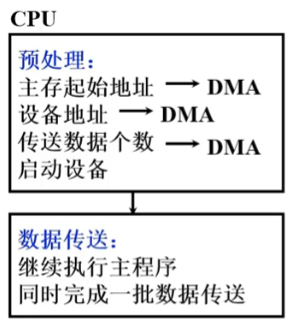 CPU
预处理：
主存起始地址 → DMA
设备地址 → DMA
传送数据个数 → DMA
启动设备
数据传送：
继续执行主程序
同时完成一批数据传送